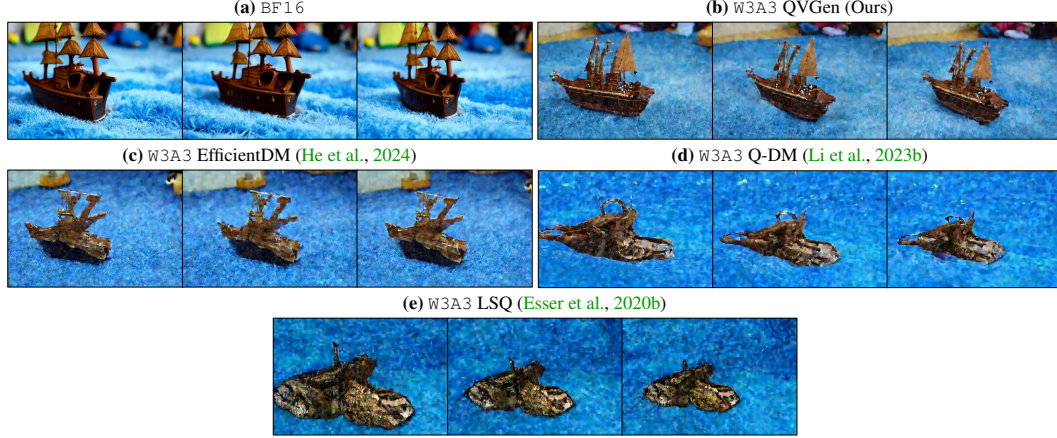 (a) BF16
(b) W3A3 QVGen (Ours)
(c) W3A3 EfficientDM (He et al., 2024)
(d) W3A3 Q-DM (Li et al., 2023b)
(e) W3A3 LSQ (Esser et al., 2020b)